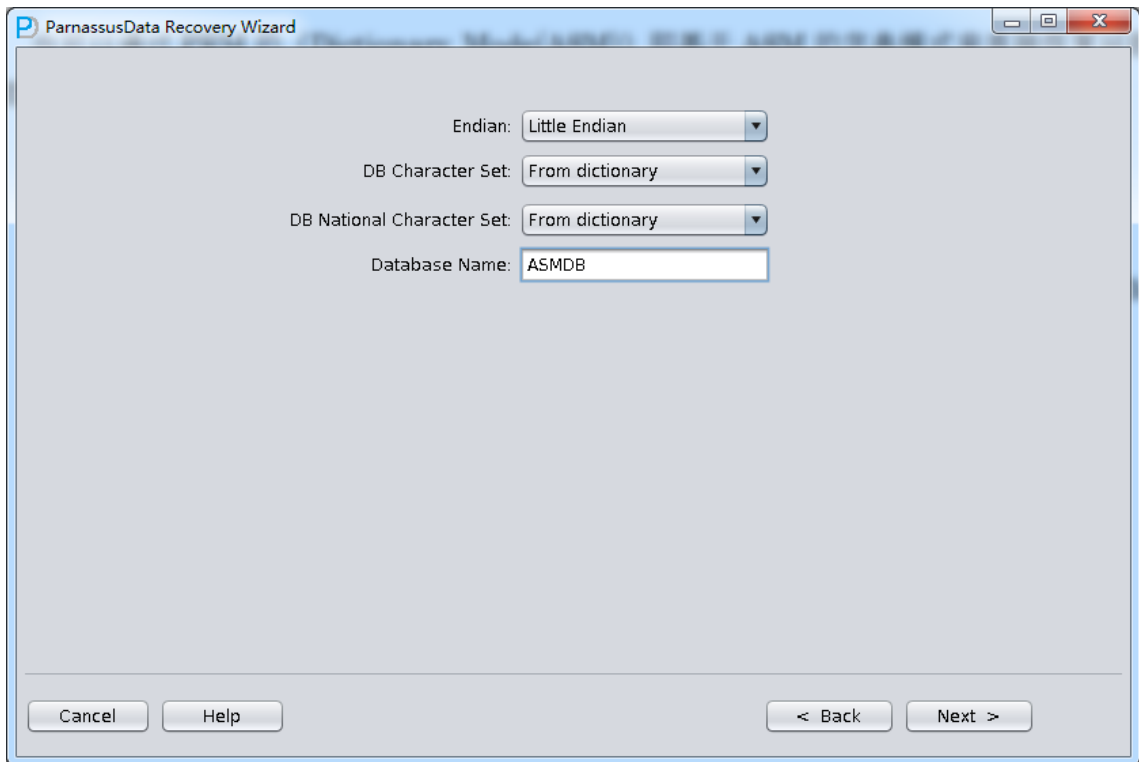 ParnassusData Recovery Wizard
Endian: Little Endian
DB Character Set: From dictionary
DB National Character Set: From dictionary
Database Name: ASMDB
Cancel Help < Back Next >